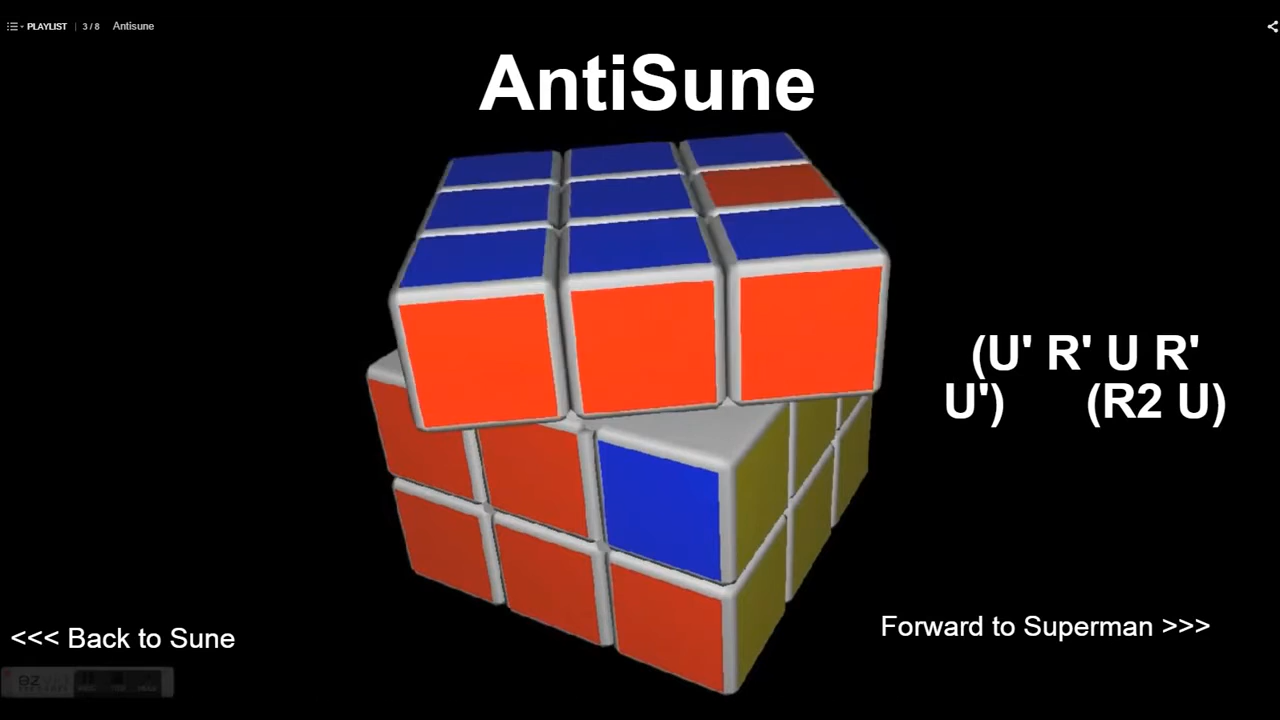 PLAYLIST | 3 / 8 Antisune
AntiSune
(U' R' U R'
U') (R2 U)
<<< Back to Sune
Forward to Superman >>>